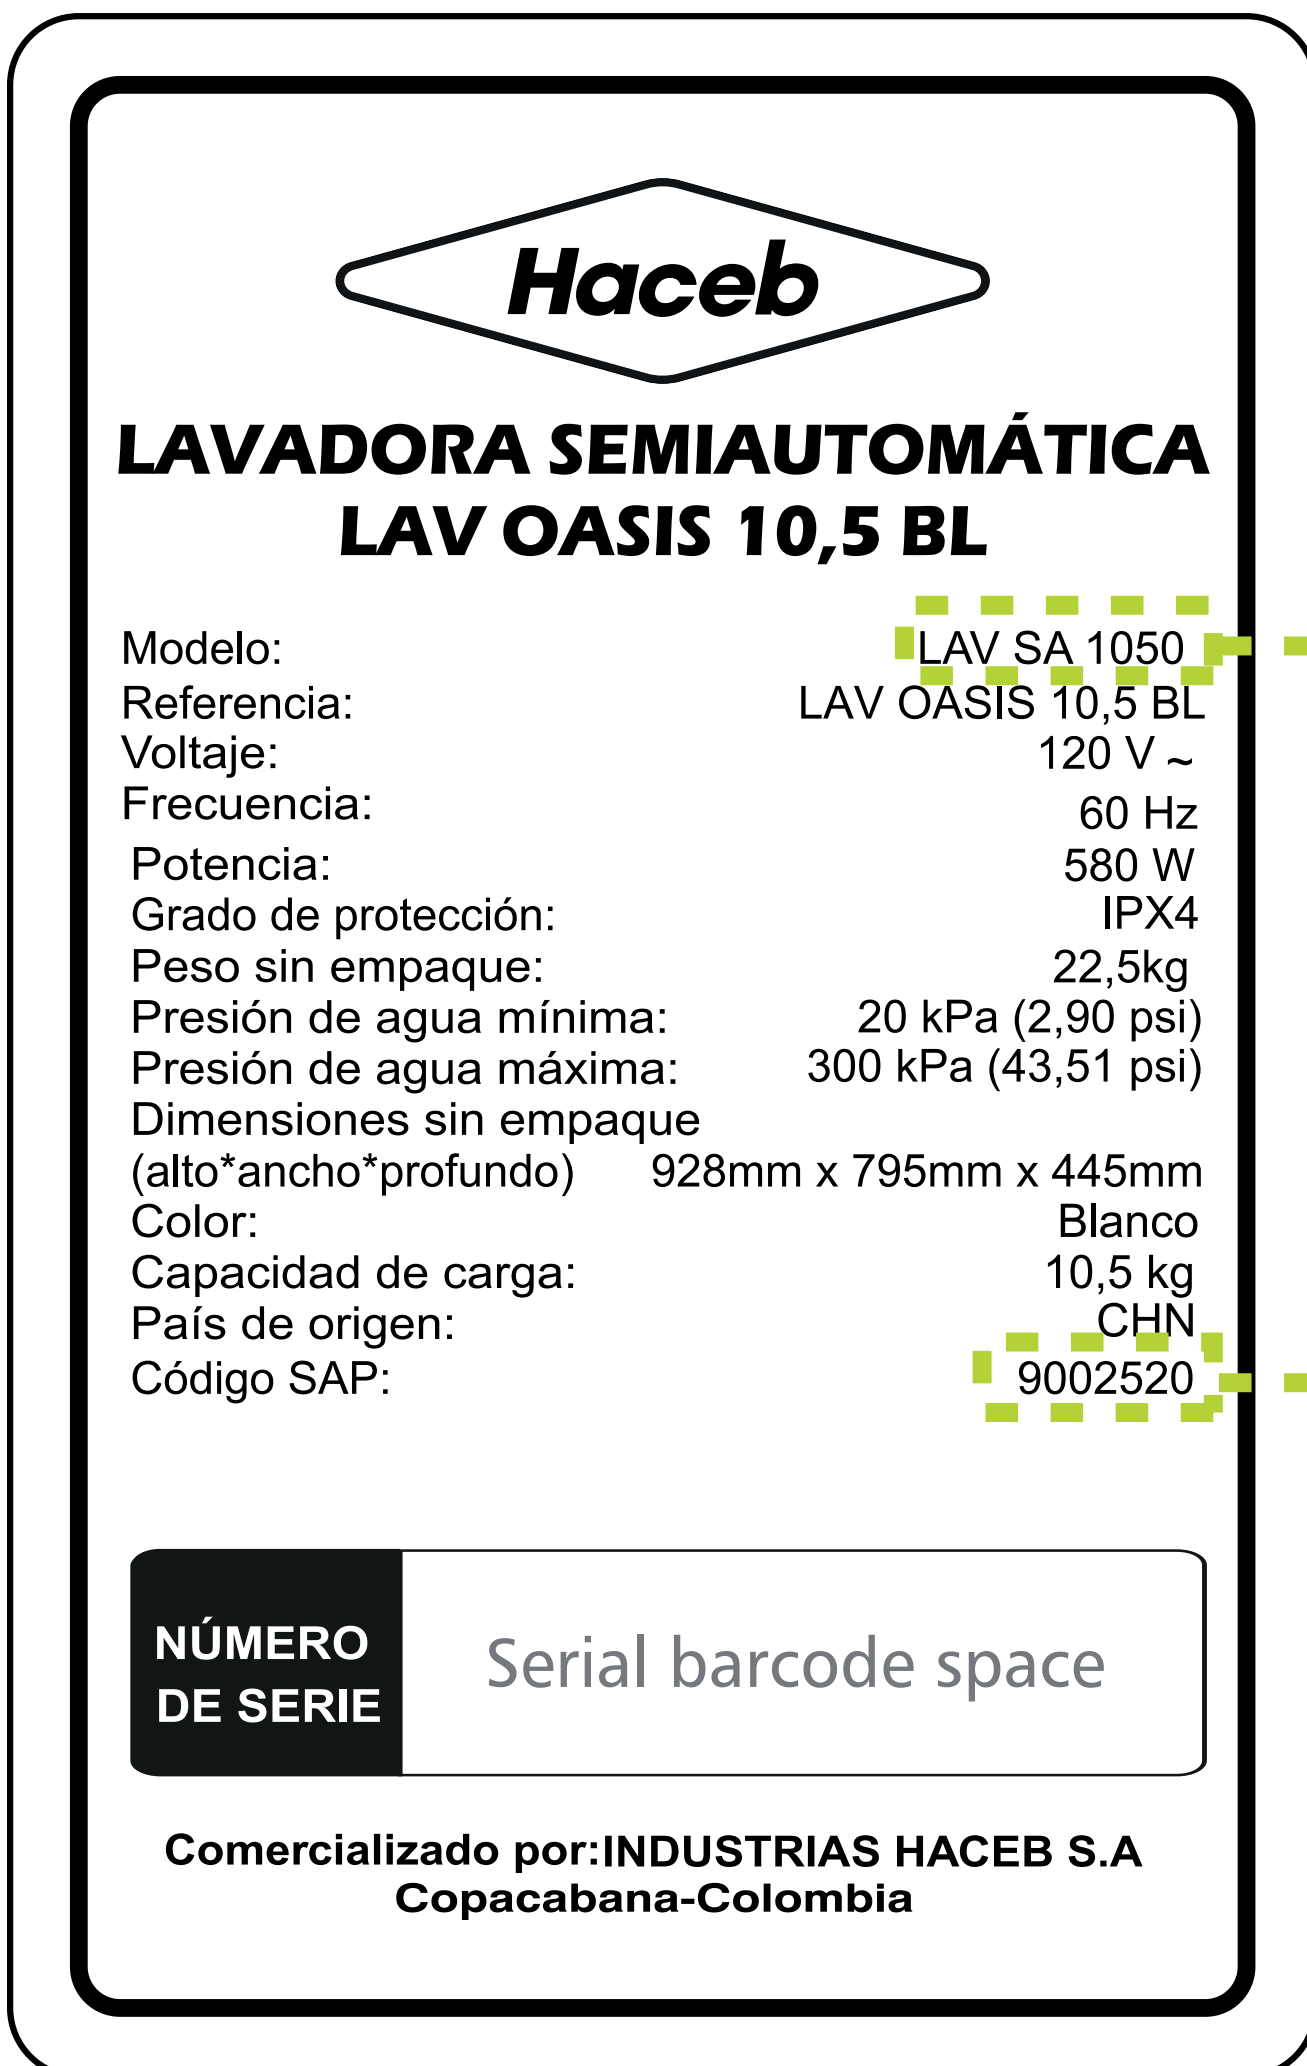 Haceb
LAVADORA SEMIAUTOMÁTICA
LAV OASIS 10,5 BL
Modelo: LAV SA 1050
Referencia: LAV OASIS 10,5 BL
Voltaje: 120 V ~
Frecuencia: 60 Hz
Potencia: 580 W
Grado de protección: IPX4
Peso sin empaque: 22,5kg
Presión de agua mínima: 20 kPa (2,90 psi)
Presión de agua máxima: 300 kPa (43,51 psi)
Dimensiones sin empaque
(alto*ancho*profundo) 928mm x 795mm x 445mm
Color: Blanco
Capacidad de carga: 10,5 kg
País de origen: CHN
Código SAP: 9002520
NÚMERO
DE SERIE
Serial barcode space
Comercializado por:INDUSTRIAS HACEB S.A
Copacabana-Colombia